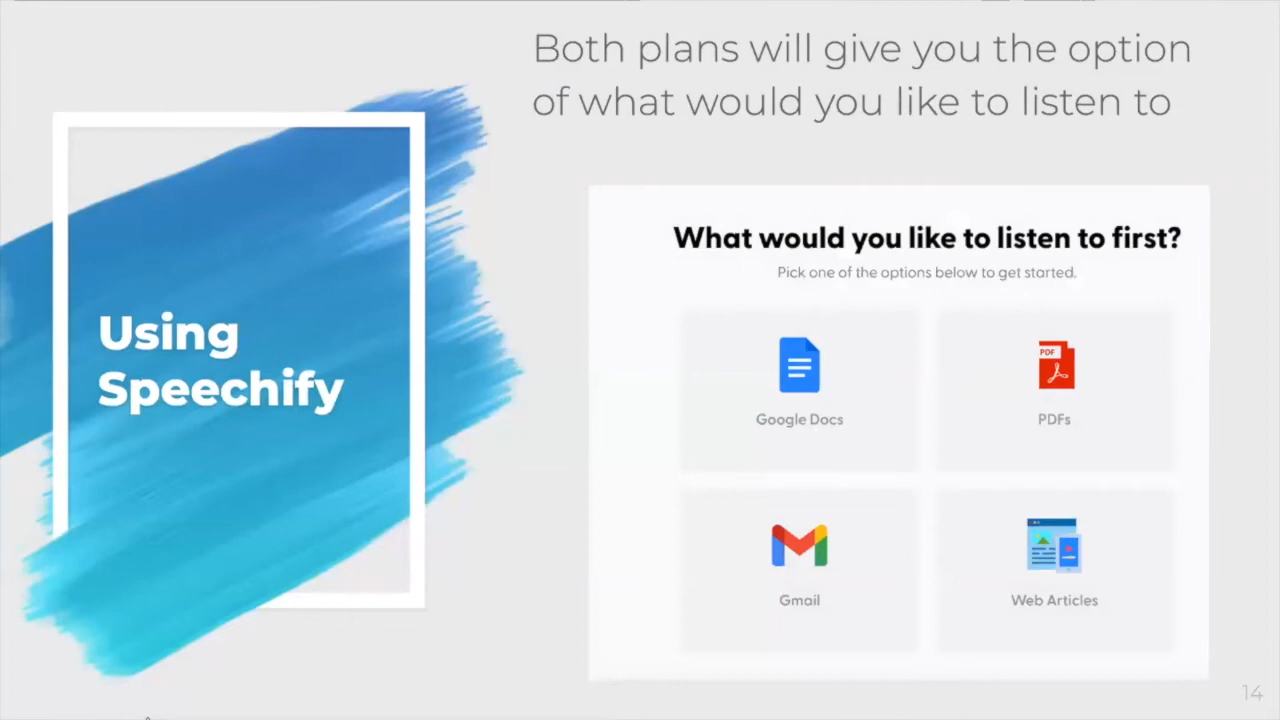 Both plans will give you the option
of what would you like to listen to
Using
Speechify
What would you like to listen to first?
Pick one of the options below to get started.
Google Docs
PDF
PDFs
Gmail
Web Articles
14